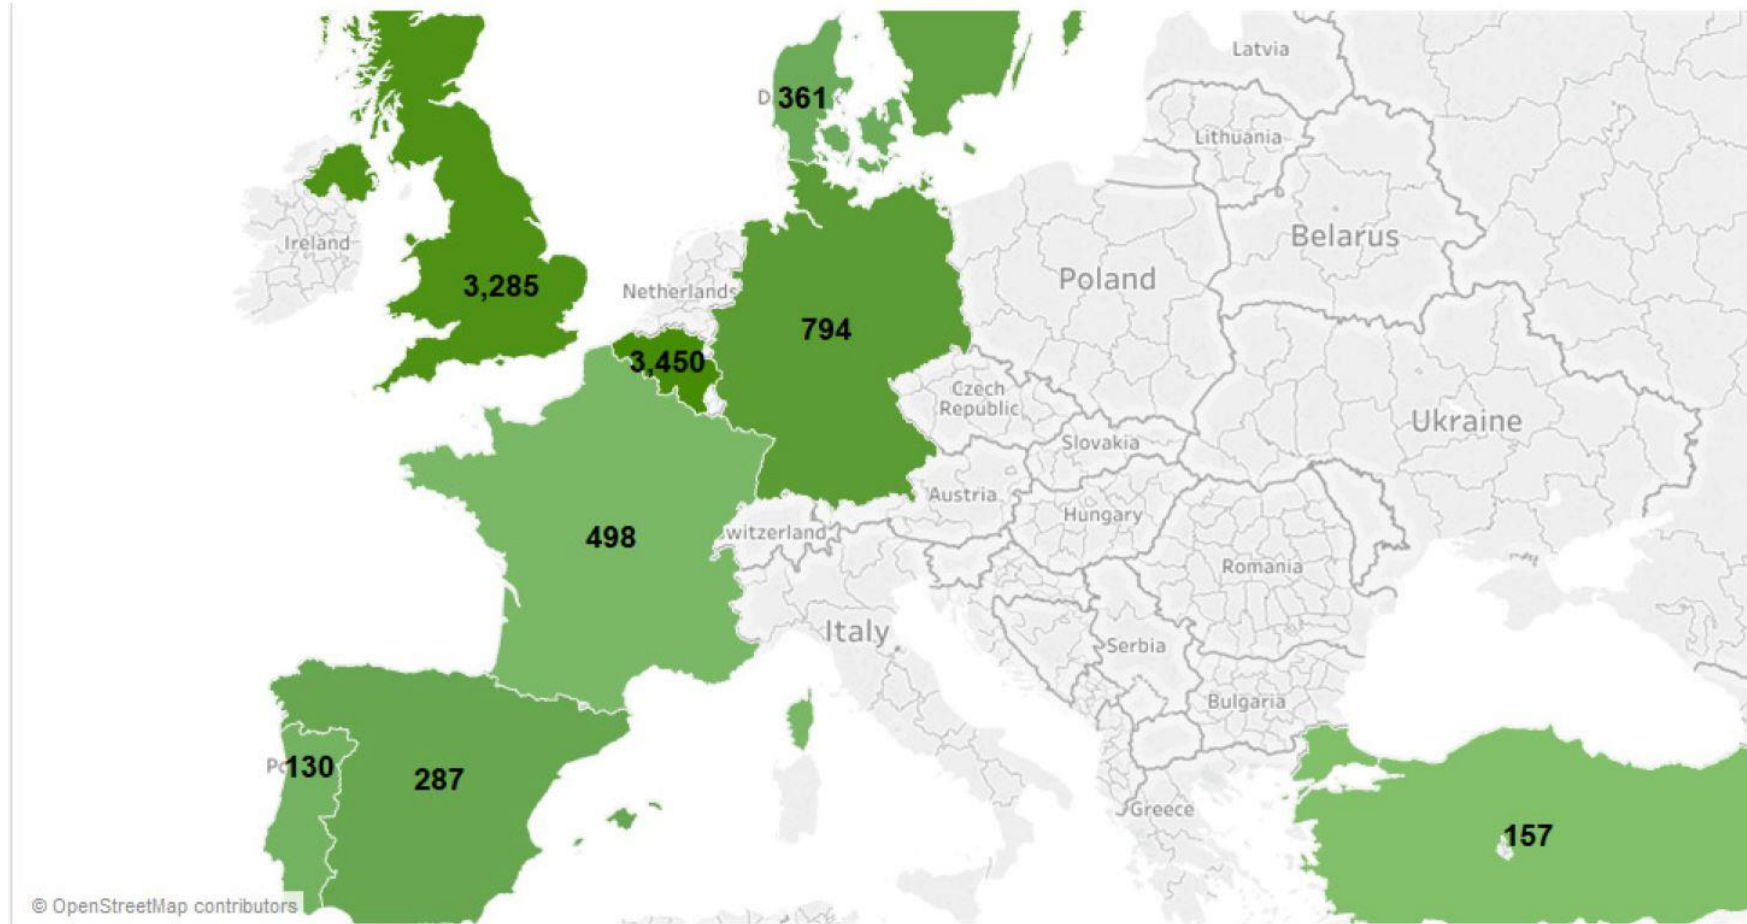 Latvia
D 361
Lithuania
Belarus
Ireland
Poland
3,285
Netherlands
794
3,450
Czech
Republic
Ukraine
Slovakia
Austria
Hungary
witzerland
498
Romania
Italy
Serbia
Bulgaria
130
287
Greece
157
© OpenStreetMap contributors